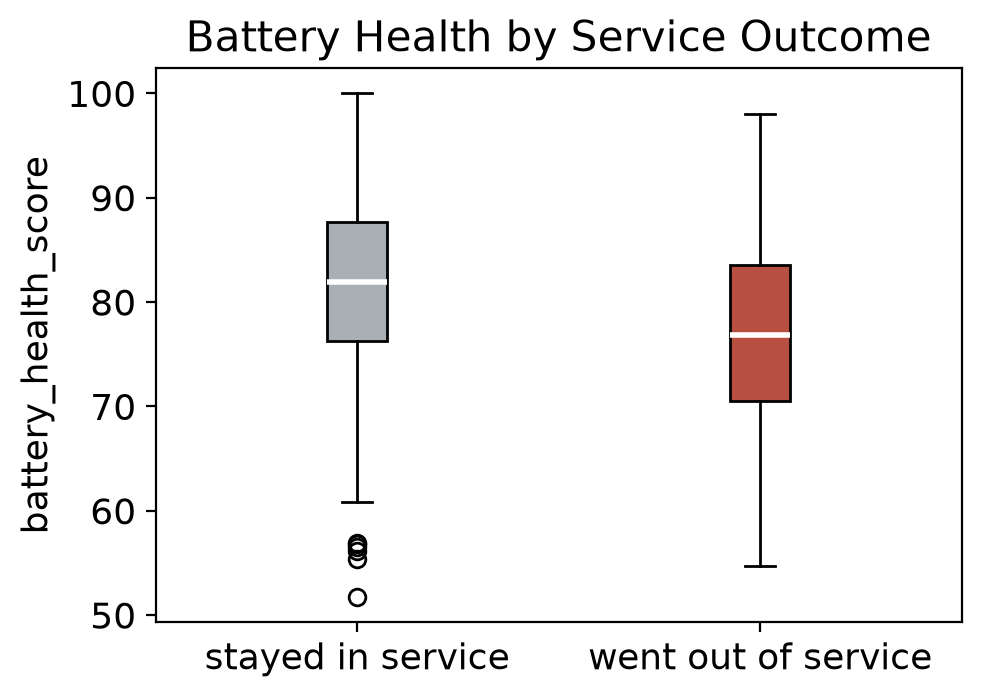 Battery Health by Service Outcome
battery_health_score
100
90
80
70
60
50
stayed in service
went out of service